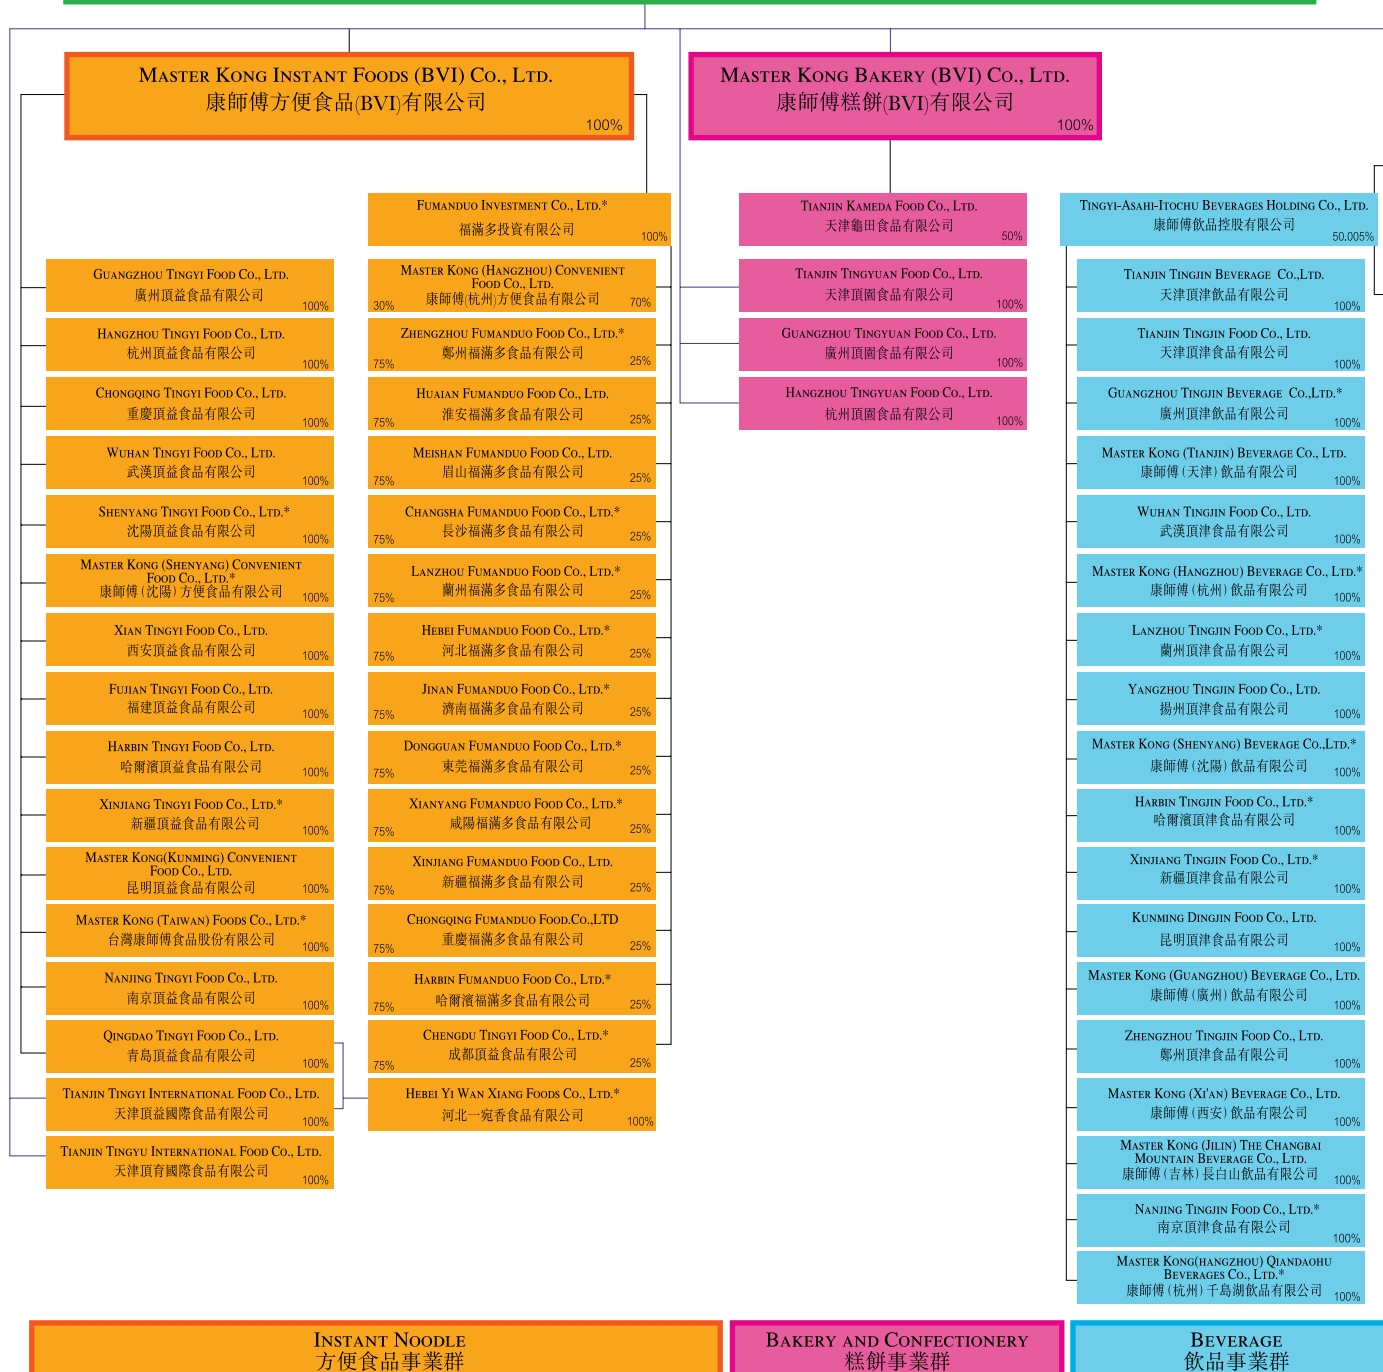 MASTER KONG INSTANT FOODS (BVI) CO., LTD.
康師傅方便食品(BVI)有限公司
100%
MASTER KONG BAKERY (BVI) CO., LTD.
康師傅糕餅(BVI)有限公司
100%
FUMANDUO INVESTMENT CO., LTD.*
福滿多投資有限公司
100%
GUANGZHOU TINGYI FOOD CO., LTD.
廣州頂益食品有限公司
100%
HANGZHOU TINGYI FOOD CO., LTD.
杭州頂益食品有限公司
100%
CHONGQING TINGYI FOOD CO., LTD.
重慶頂益食品有限公司
100%
WUHAN TINGYI FOOD CO., LTD.
武漢頂益食品有限公司
100%
SHENYANG TINGYI FOOD CO., LTD.*
沈陽頂益食品有限公司
100%
MASTER KONG (SHENYANG) CONVENIENT
FOOD CO., LTD.*
康師傅(沈陽)方便食品有限公司
100%
XIAN TINGYI FOOD CO., LTD.
西安頂益食品有限公司
100%
FUJIAN TINGYI FOOD CO., LTD.
福建頂益食品有限公司
100%
HARBIN TINGYI FOOD CO., LTD.
哈爾濱頂益食品有限公司
100%
XINJIANG TINGYI FOOD CO., LTD.*
新疆頂益食品有限公司
100%
MASTER KONG(KUNMING) CONVENIENT
FOOD CO., LTD.
昆明頂益食品有限公司
100%
MASTER KONG (TAIWAN) FOODS CO., LTD.*
台灣康師傅食品股份有限公司
100%
NANJING TINGYI FOOD CO., LTD.
南京頂益食品有限公司
100%
QINGDAO TINGYI FOOD CO., LTD.
青島頂益食品有限公司
100%
TIANJIN TINGYI INTERNATIONAL FOOD CO., LTD.
天津頂益國際食品有限公司
100%
TIANJIN TINGYU INTERNATIONAL FOOD CO., LTD.
天津頂育國際食品有限公司
100%
MASTER KONG (HANGZHOU) CONVENIENT
FOOD CO., LTD.
30% 康師傅(杭州)方便食品有限公司 70%
ZHENGZHOU FUMANDUO FOOD CO., LTD.*
鄭州福滿多食品有限公司
75% 25%
HUAIAN FUMANDUO FOOD CO., LTD.
淮安福滿多食品有限公司
75% 25%
MEISHAN FUMANDUO FOOD CO., LTD.
眉山福滿多食品有限公司
75% 25%
CHANGSHA FUMANDUO FOOD CO., LTD.*
長沙福滿多食品有限公司
75% 25%
LANZHOU FUMANDUO FOOD CO., LTD.*
蘭州福滿多食品有限公司
75% 25%
HEBEI FUMANDUO FOOD CO., LTD.*
河北福滿多食品有限公司
75% 25%
JINAN FUMANDUO FOOD CO., LTD.*
濟南福滿多食品有限公司
75% 25%
DONGGUAN FUMANDUO FOOD CO., LTD.*
東莞福滿多食品有限公司
75% 25%
XIANYANG FUMANDUO FOOD CO., LTD.*
咸陽福滿多食品有限公司
75% 25%
XINJIANG FUMANDUO FOOD CO., LTD.
新疆福滿多食品有限公司
75% 25%
CHONGQING FUMANDUO FOOD.CO.,LTD
重慶福滿多食品有限公司
75% 25%
HARBIN FUMANDUO FOOD CO., LTD.*
哈爾濱福滿多食品有限公司
75% 25%
CHENGDU TINGYI FOOD CO., LTD.*
成都頂益食品有限公司
75% 25%
HEBEI YI WAN XIANG FOODS CO., LTD.*
河北一宛香食品有限公司
100%
TIANJIN KAMEDA FOOD CO., LTD.
天津龜田食品有限公司
50%
TIANJIN TINGYUAN FOOD CO., LTD.
天津頂園食品有限公司
100%
GUANGZHOU TINGYUAN FOOD CO., LTD.
廣州頂園食品有限公司
100%
HANGZHOU TINGYUAN FOOD CO., LTD.
杭州頂園食品有限公司
100%
TINGYI-ASAHI-ITOCHU BEVERAGES HOLDING CO., LTD.
康師傅飲品控股有限公司
50.005%
TIANJIN TINGJIN BEVERAGE CO.,LTD.
天津頂津飲品有限公司
100%
TIANJIN TINGJIN FOOD CO., LTD.
天津頂津食品有限公司
100%
GUANGZHOU TINGJIN BEVERAGE CO.,LTD.*
廣州頂津飲品有限公司
100%
MASTER KONG (TIANJIN) BEVERAGE CO., LTD.
康師傅(天津)飲品有限公司
100%
WUHAN TINGJIN FOOD CO., LTD.
武漢頂津食品有限公司
100%
MASTER KONG (HANGZHOU) BEVERAGE CO., LTD.*
康師傅(杭州)飲品有限公司
100%
LANZHOU TINGJIN FOOD CO., LTD.*
蘭州頂津食品有限公司
100%
YANGZHOU TINGJIN FOOD CO., LTD.
揚州頂津食品有限公司
100%
MASTER KONG (SHENYANG) BEVERAGE CO.,LTD.*
康師傅(沈陽)飲品有限公司
100%
HARBIN TINGJIN FOOD CO., LTD.*
哈爾濱頂津食品有限公司
100%
XINJIANG TINGJIN FOOD CO., LTD.*
新疆頂津食品有限公司
100%
KUNMING DINGJIN FOOD CO., LTD.
昆明頂津食品有限公司
100%
MASTER KONG (GUANGZHOU) BEVERAGE CO., LTD.
康師傅(廣州)飲品有限公司
100%
ZHENGZHOU TINGJIN FOOD CO., LTD.
鄭州頂津食品有限公司
100%
MASTER KONG (XI'AN) BEVERAGE CO., LTD.
康師傅(西安)飲品有限公司
100%
MASTER KONG (JILIN) THE CHANGBAI
MOUNTAIN BEVERAGE CO., LTD.
康師傅(吉林)長白山飲品有限公司
100%
NANJING TINGJIN FOOD CO., LTD.*
南京頂津食品有限公司
100%
MASTER KONG(HANGZHOU) QIANDAOHU
BEVERAGES CO., LTD.*
康師傅(杭州)千島湖飲品有限公司
100%
INSTANT NOODLE
方便食品事業群
BAKERY AND CONFECTIONERY
糕餅事業群
BEVERAGE
飲品事業群